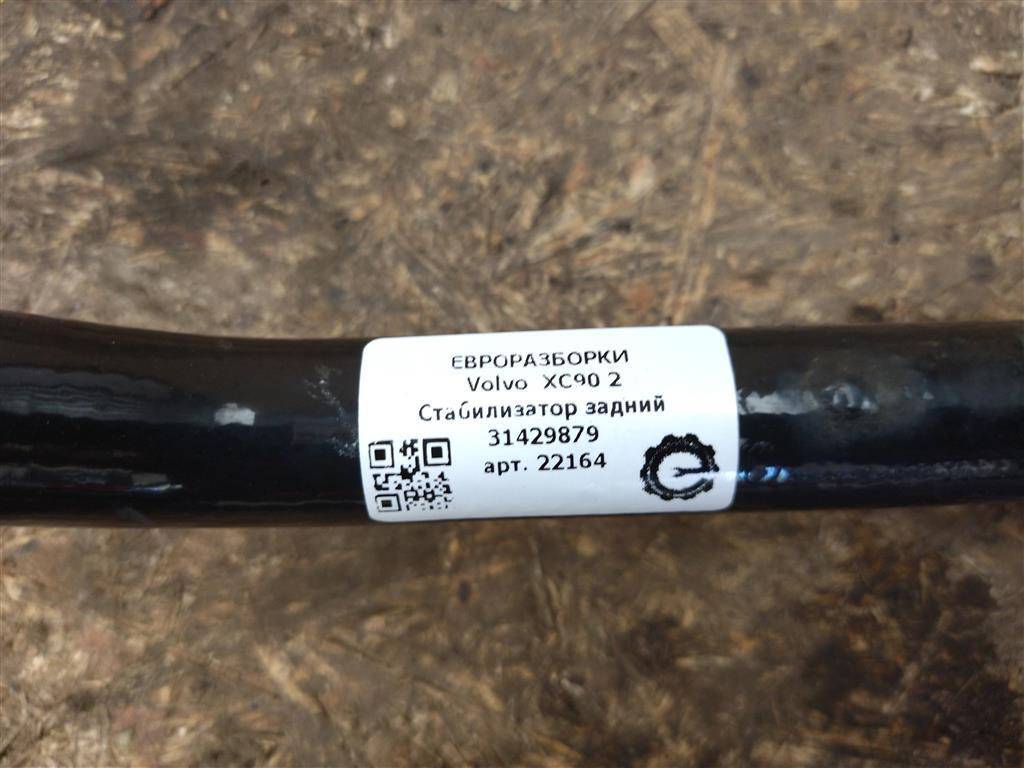 ЕВРОРАЗБОРКИ
Volvo XC90 2
Стабилизатор задний
31429879
арт. 22164